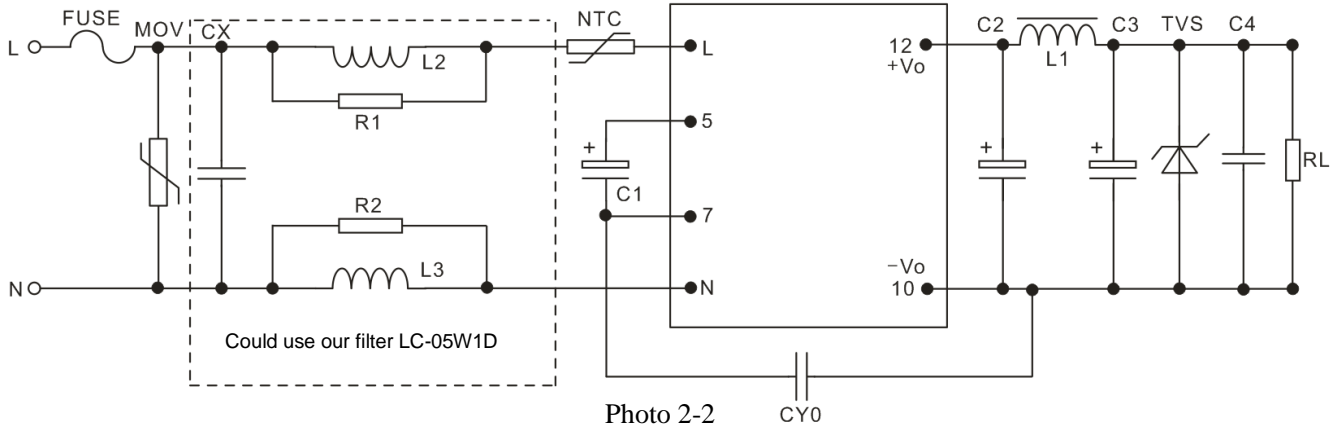 FUSE
MOV
CX
NTC
C2
C3
TVS
C4
L
L2
L
12
+Vo
L1
R1
5
+
C1
+
+
RL
R2
7
L3
−Vo
N
N
10
Could use our filter LC-05W1D
Photo 2-2
CY0